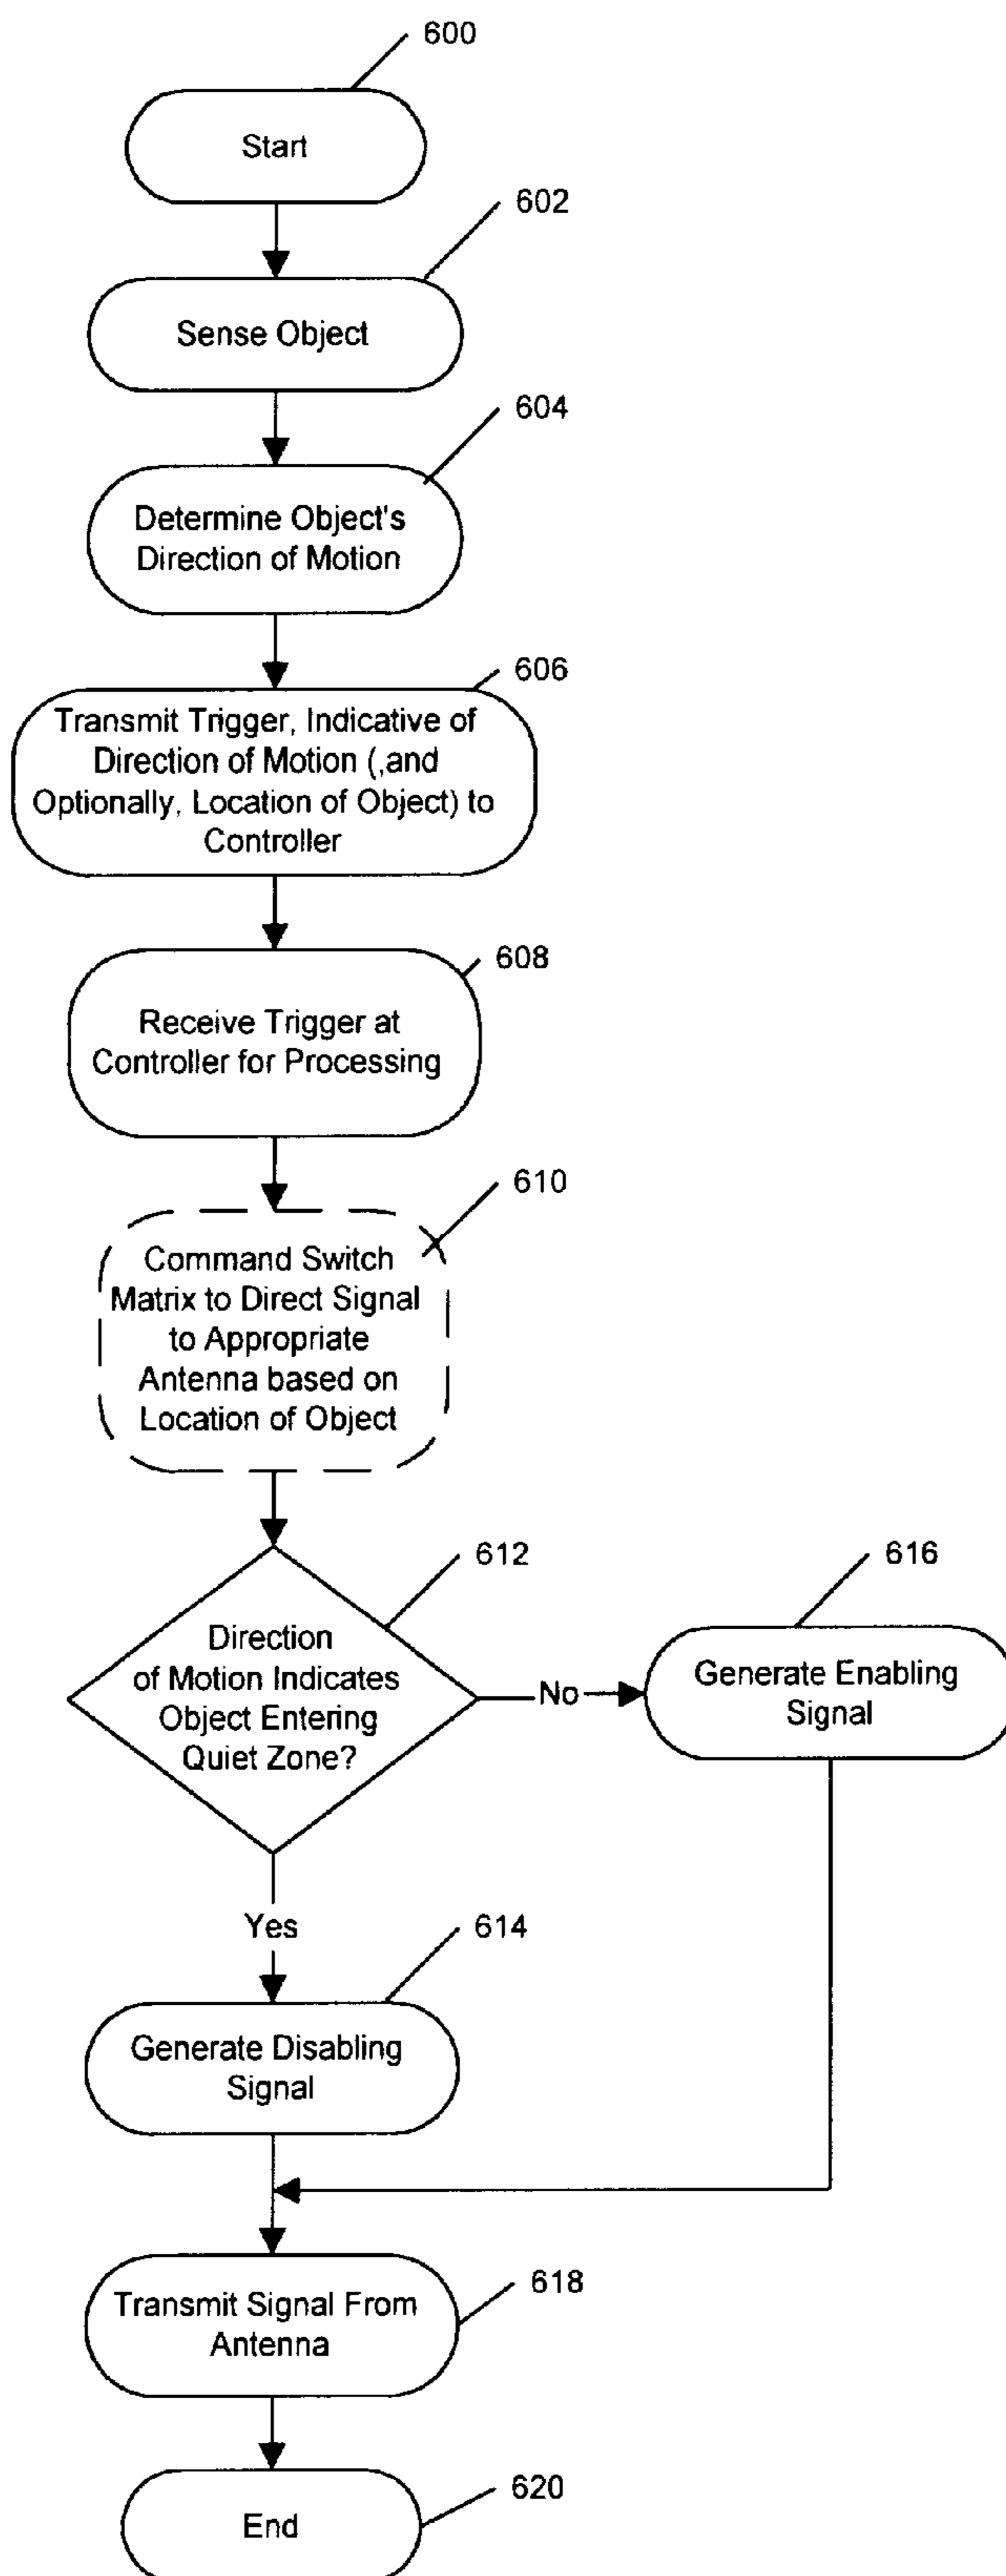 600
Start
602
Sense Object
604
Determine Object's
Direction of Motion
606
Transmit Trigger, Indicative of
Direction of Motion (,and
Optionally, Location of Object) to
Controller
608
Receive Trigger at
Controller for Processing
610
Command Switch
Matrix to Direct Signal
to Appropriate
Antenna based on
Location of Object
612
Direction
of Motion Indicates
Object Entering
Quiet Zone?
No
616
Generate Enabling
Signal
Yes
614
Generate Disabling
Signal
618
Transmit Signal From
Antenna
620
End